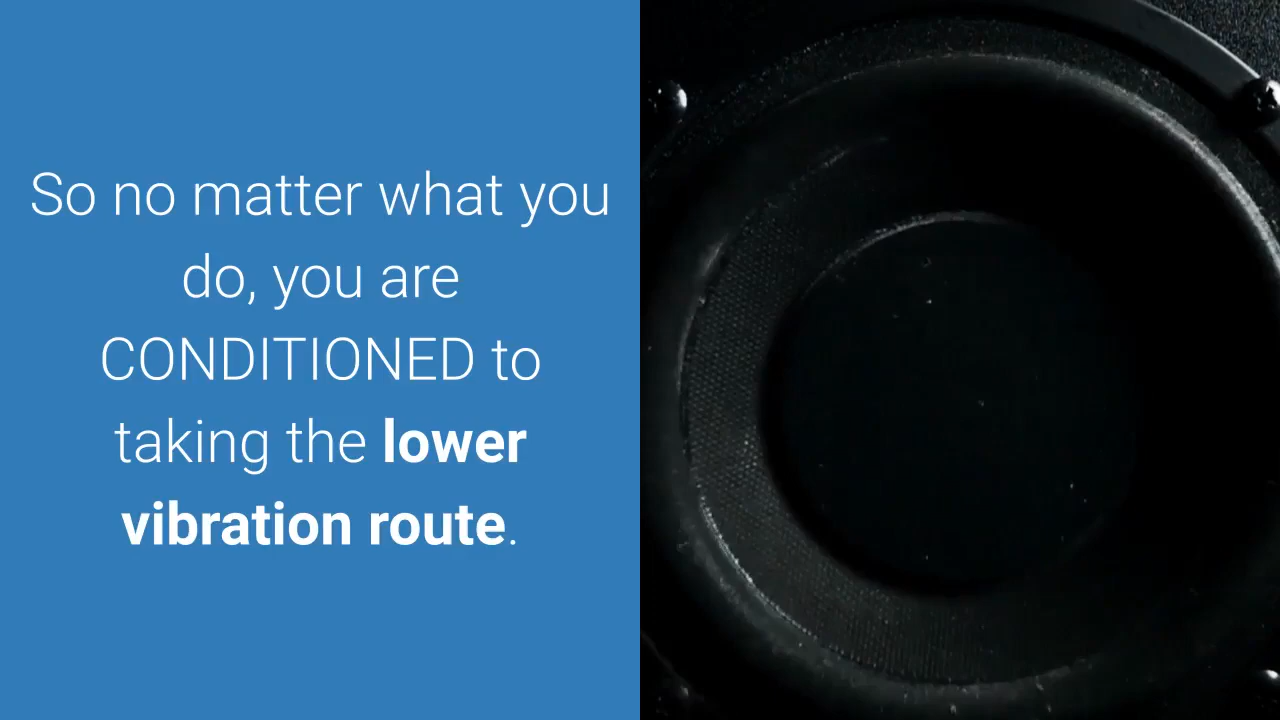 So no matter what you
do, you are
CONDITIONED to
taking the lower
vibration route.